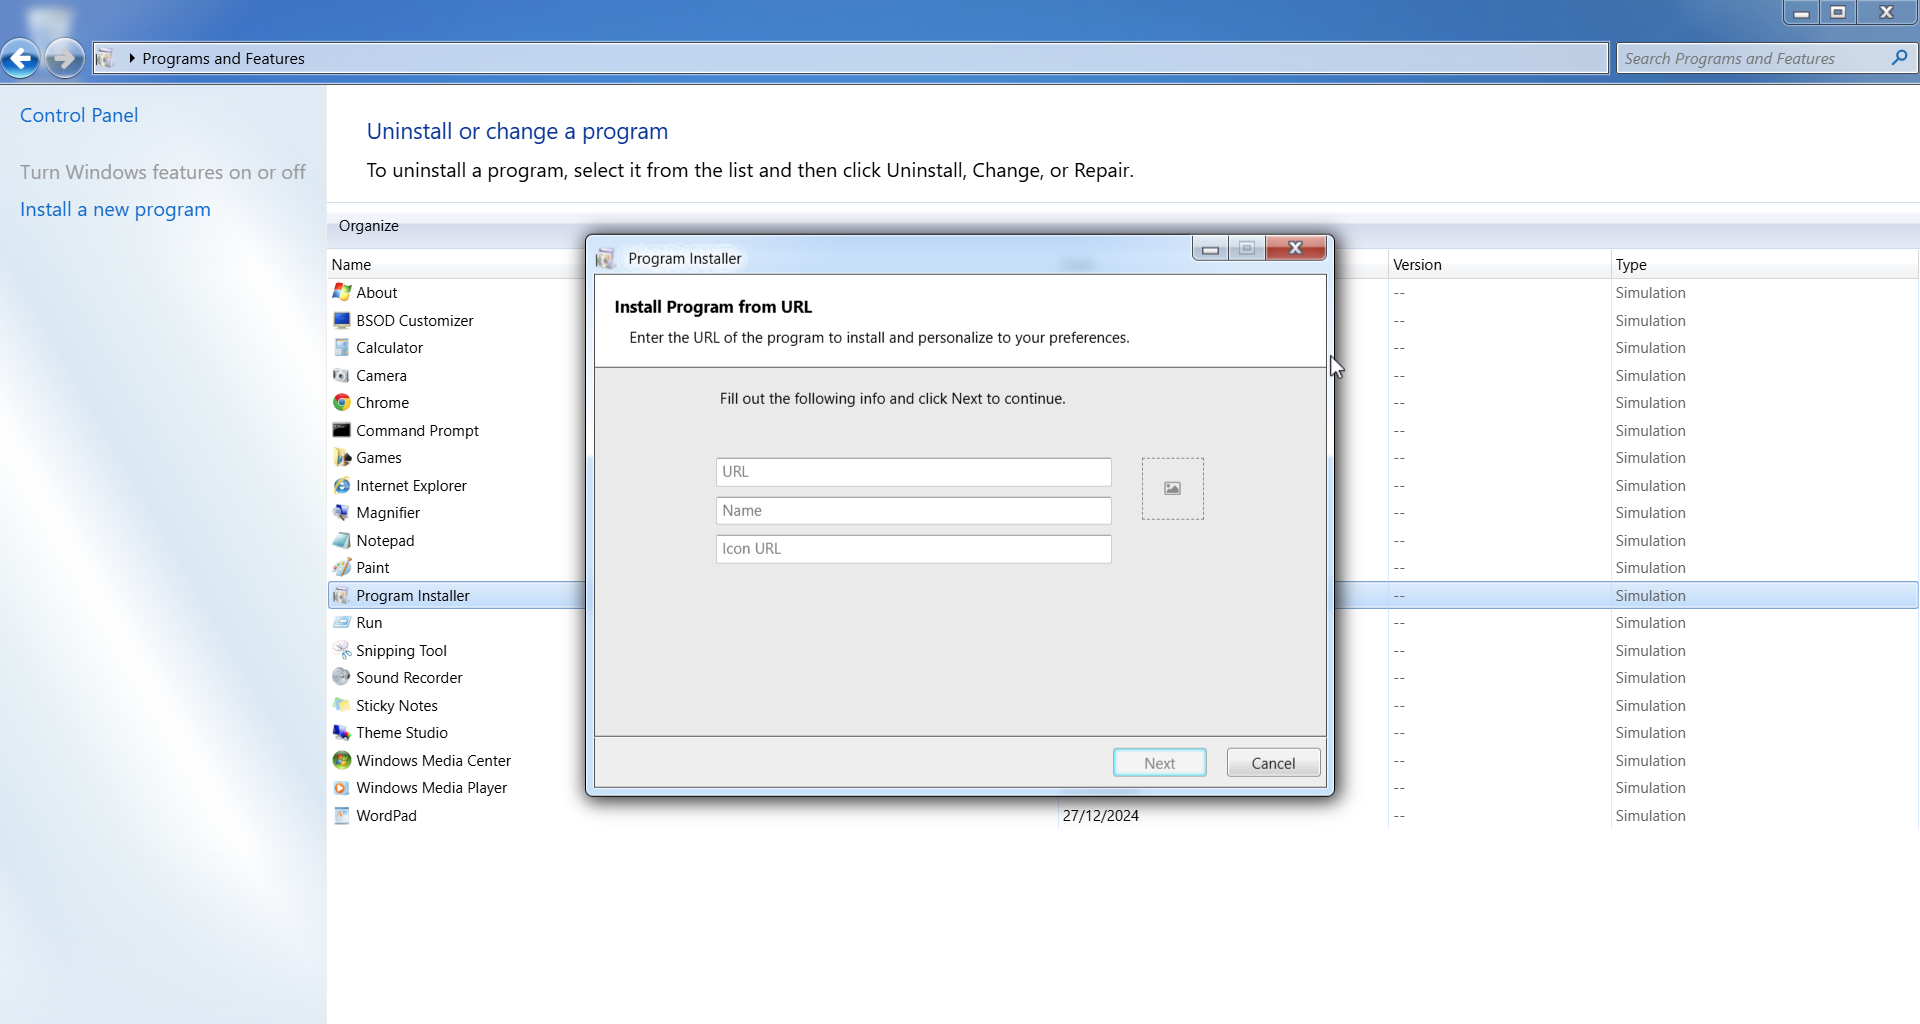 Programs and Features
Search Programs and Features
Control Panel
Turn Windows features on or off
Install a new program
Uninstall or change a program
To uninstall a program, select it from the list and then click Uninstall, Change, or Repair.
Organize
Name Version Type
About -- Simulation
BSOD Customizer -- Simulation
Calculator -- Simulation
Camera -- Simulation
Chrome -- Simulation
Command Prompt -- Simulation
Games -- Simulation
Internet Explorer -- Simulation
Magnifier -- Simulation
Notepad -- Simulation
Paint -- Simulation
Program Installer -- Simulation
Run -- Simulation
Snipping Tool -- Simulation
Sound Recorder -- Simulation
Sticky Notes -- Simulation
Theme Studio -- Simulation
Windows Media Center -- Simulation
Windows Media Player -- Simulation
WordPad 27/12/2024 -- Simulation
Program Installer
Install Program from URL
Enter the URL of the program to install and personalize to your preferences.
Fill out the following info and click Next to continue.
URL
Name
Icon URL
Next Cancel